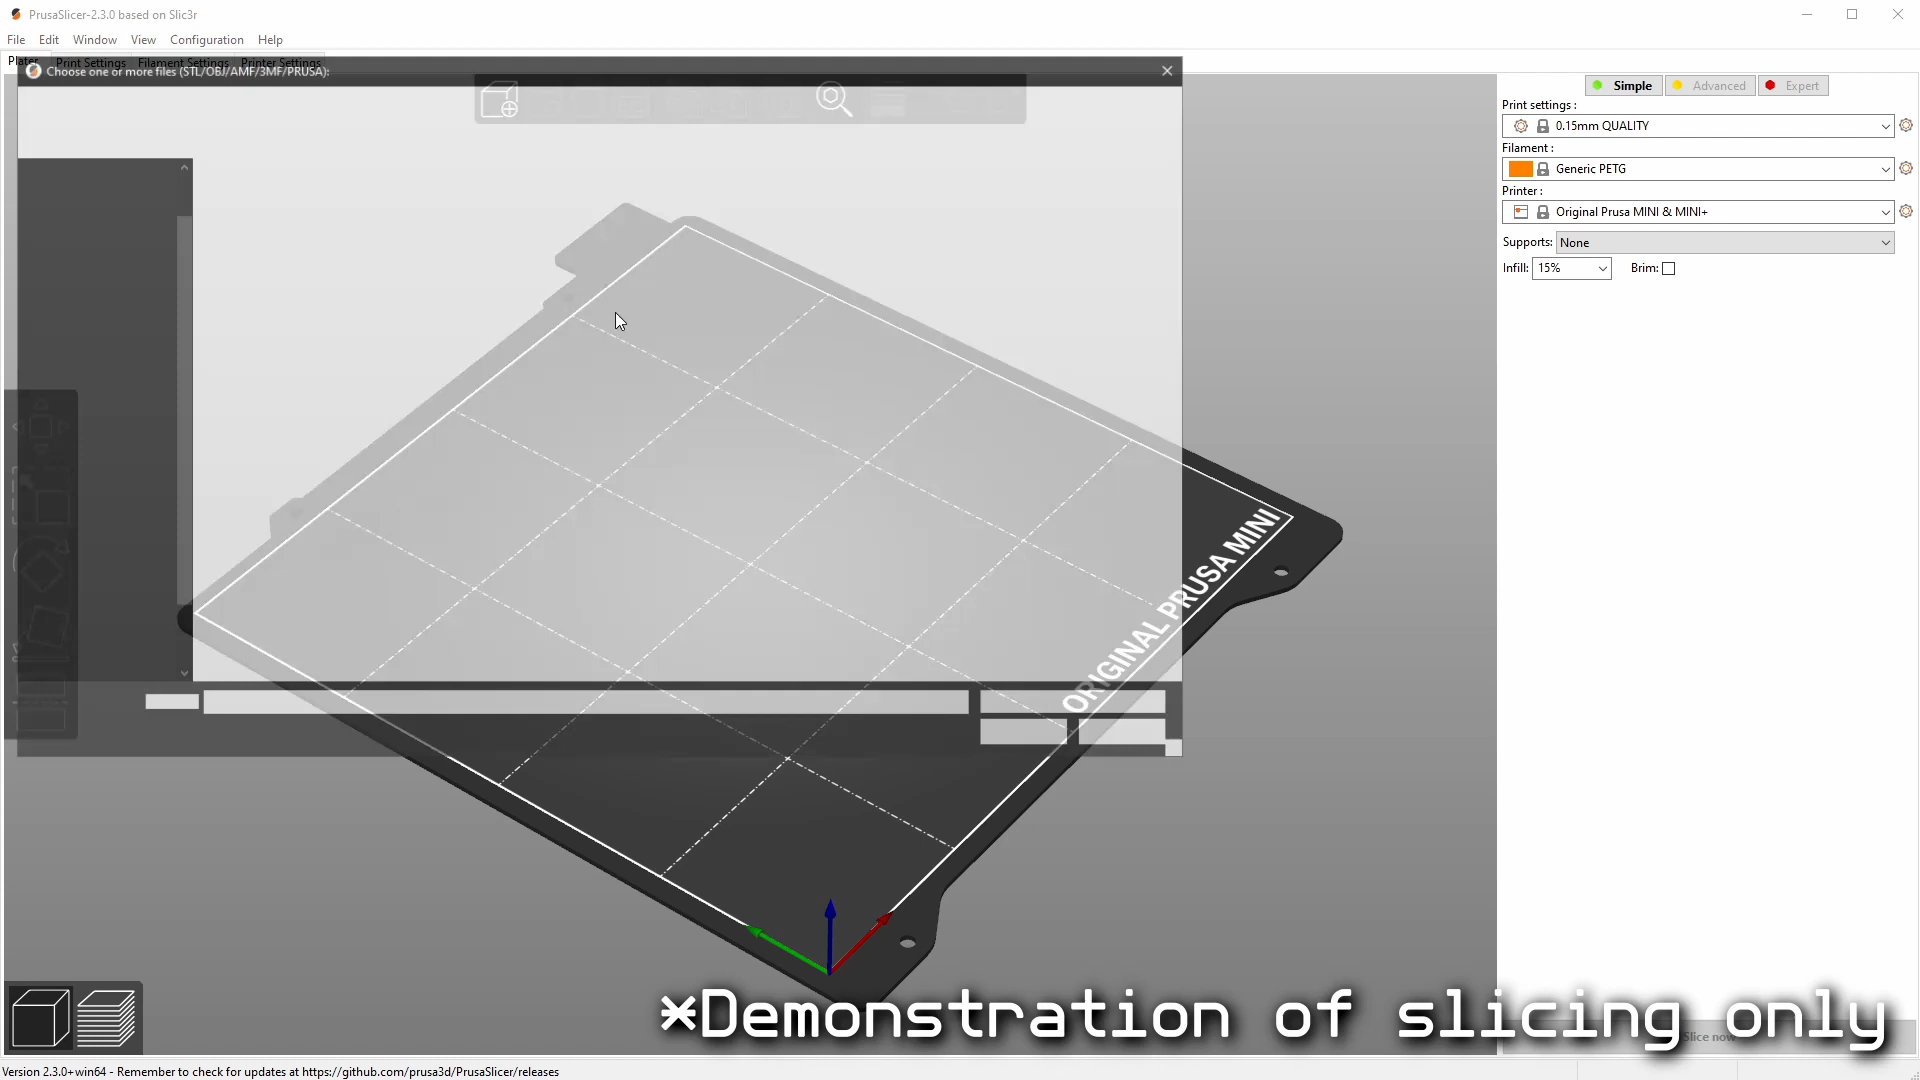 PrusaSlicer-2.3.0 based on Slic3r
File Edit Window View Configuration Help
Plater Print Settings Filament Settings Printer Settings
Choose one or more files (STL/OBJ/AMF/3MF/PRUSA):
Simple Advanced Expert
Print settings :
0.15mm QUALITY
Filament :
Generic PETG
Printer :
Original Prusa MINI & MINI+
Supports: None
Infill: 15% Brim:
ORIGINAL PRUSA MINI
*Demonstration of slicing only
Slice now
Version 2.3.0+win64 - Remember to check for updates at https://github.com/prusa3d/PrusaSlicer/releases